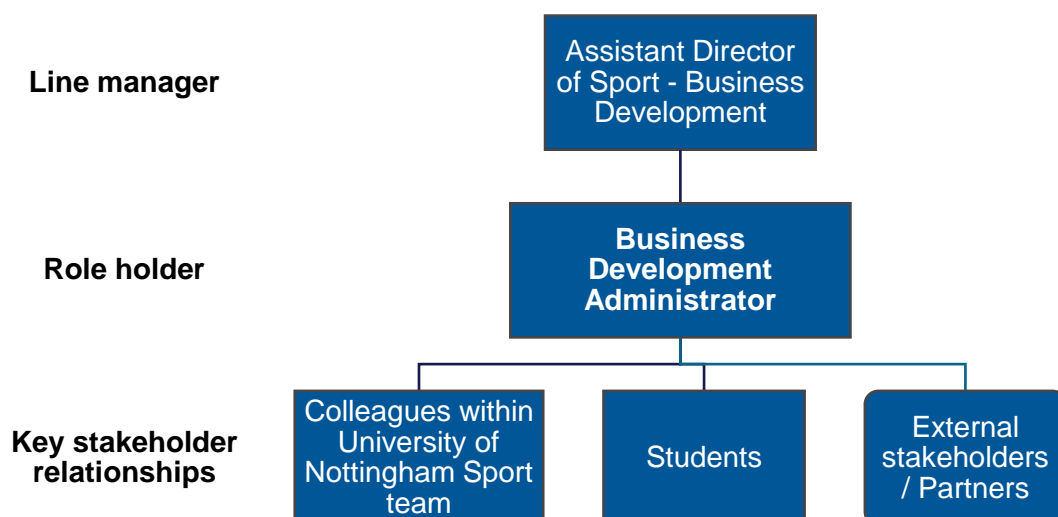 Line manager
Assistant Director
of Sport - Business
Development
Role holder
Business
Development
Administrator
Key stakeholder
relationships
Colleagues within
University of
Nottingham Sport
team
Students
External
stakeholders
/ Partners